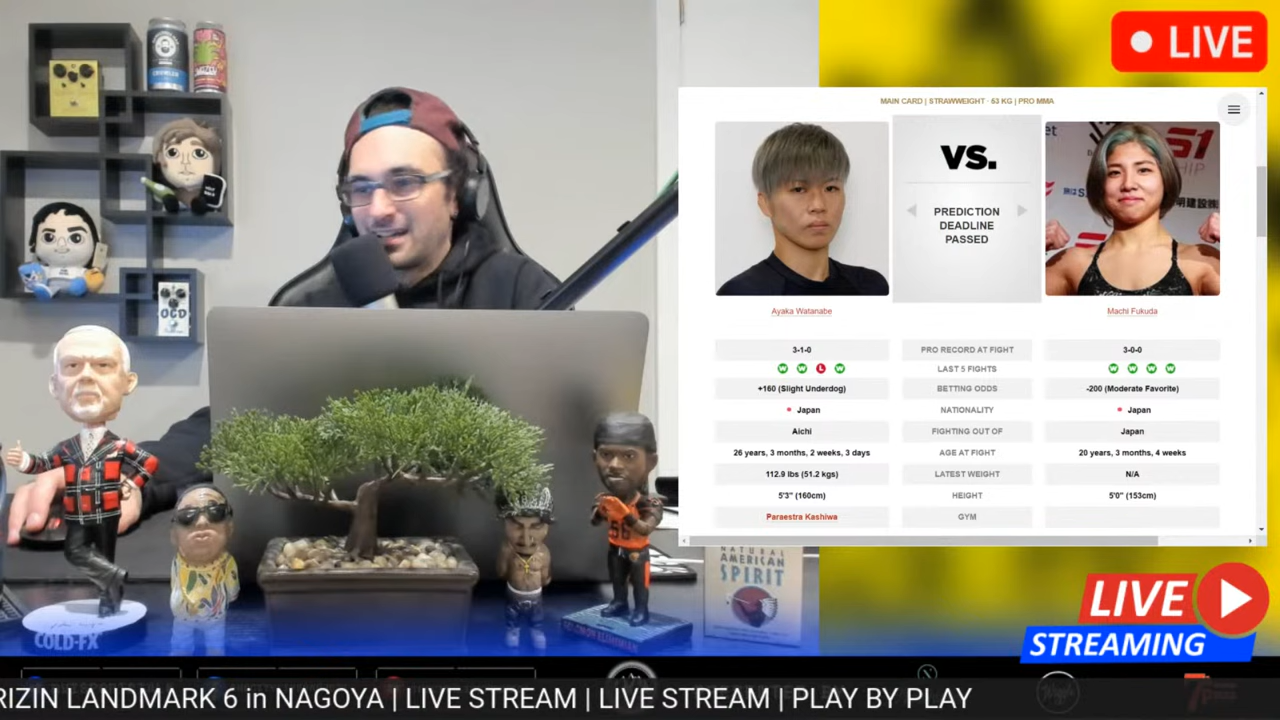 LIVE
MAIN CARD | STRAWWEIGHT · 53 KG | PRO MMA
VS.
PREDICTION
DEADLINE
PASSED
S1
Ayaka Watanabe
Machi Fukuda
3-1-0 PRO RECORD AT FIGHT 3-0-0
W W L W LAST 5 FIGHTS W W W W
+160 (Slight Underdog) BETTING ODDS -200 (Moderate Favorite)
Japan NATIONALITY Japan
Aichi FIGHTING OUT OF Japan
26 years, 3 months, 2 weeks, 3 days AGE AT FIGHT 20 years, 3 months, 4 weeks
112.9 lbs (51.2 kgs) LATEST WEIGHT N/A
5'3" (160cm) HEIGHT 5'0" (153cm)
Paraestra Kashiwa GYM
OCD
NATURAL
AMERICAN
SPIRIT
COLD-FX
LIVE
STREAMING
RIZIN LANDMARK 6 in NAGOYA | LIVE STREAM | LIVE STREAM | PLAY BY PLAY